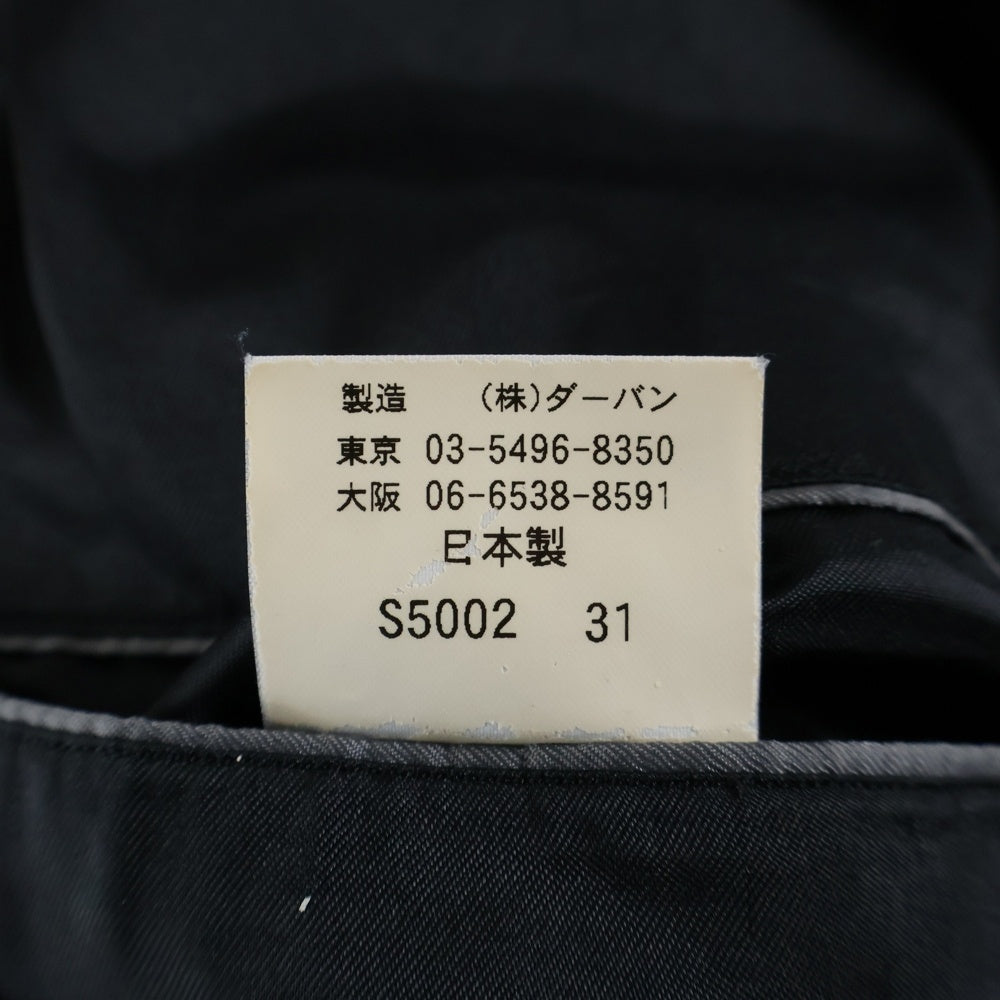 製造 (株)ダーバン
東京 03-5496-8350
大阪 06-6538-8591
日本製
S5002 31